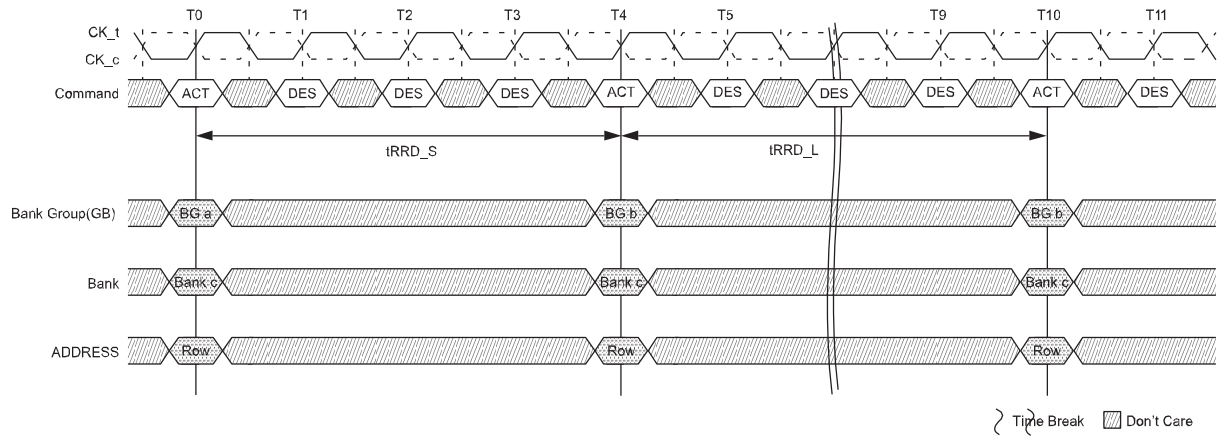 T0 T1 T2 T3 T4 T5 T9 T10 T11
CK_t
CK_c
Command ACT DES DES DES ACT DES DES DES ACT DES
tRRD_S tRRD_L
Bank Group(GB) BG a BG b BG b
Bank Bank c Bank c Bank c
ADDRESS Row Row Row
Time Break Don't Care